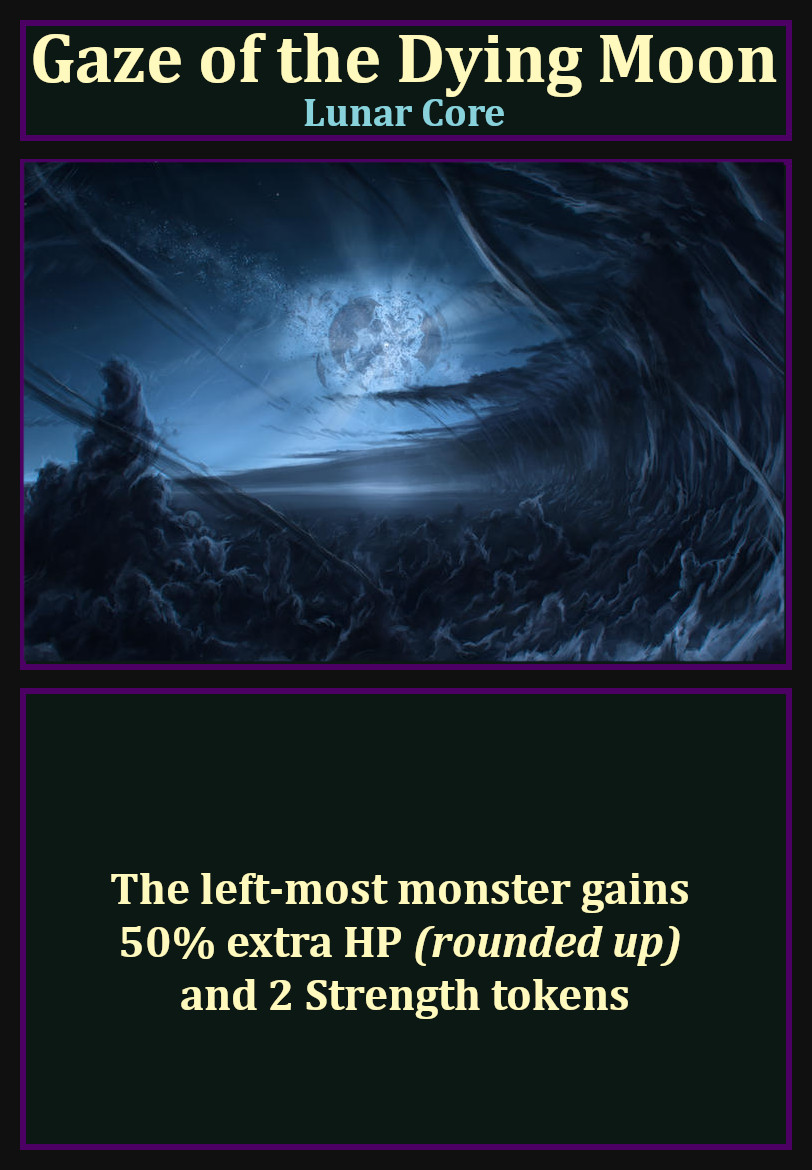 Gaze of the Dying Moon
Lunar Core
The left-most monster gains
50% extra HP (rounded up)
and 2 Strength tokens